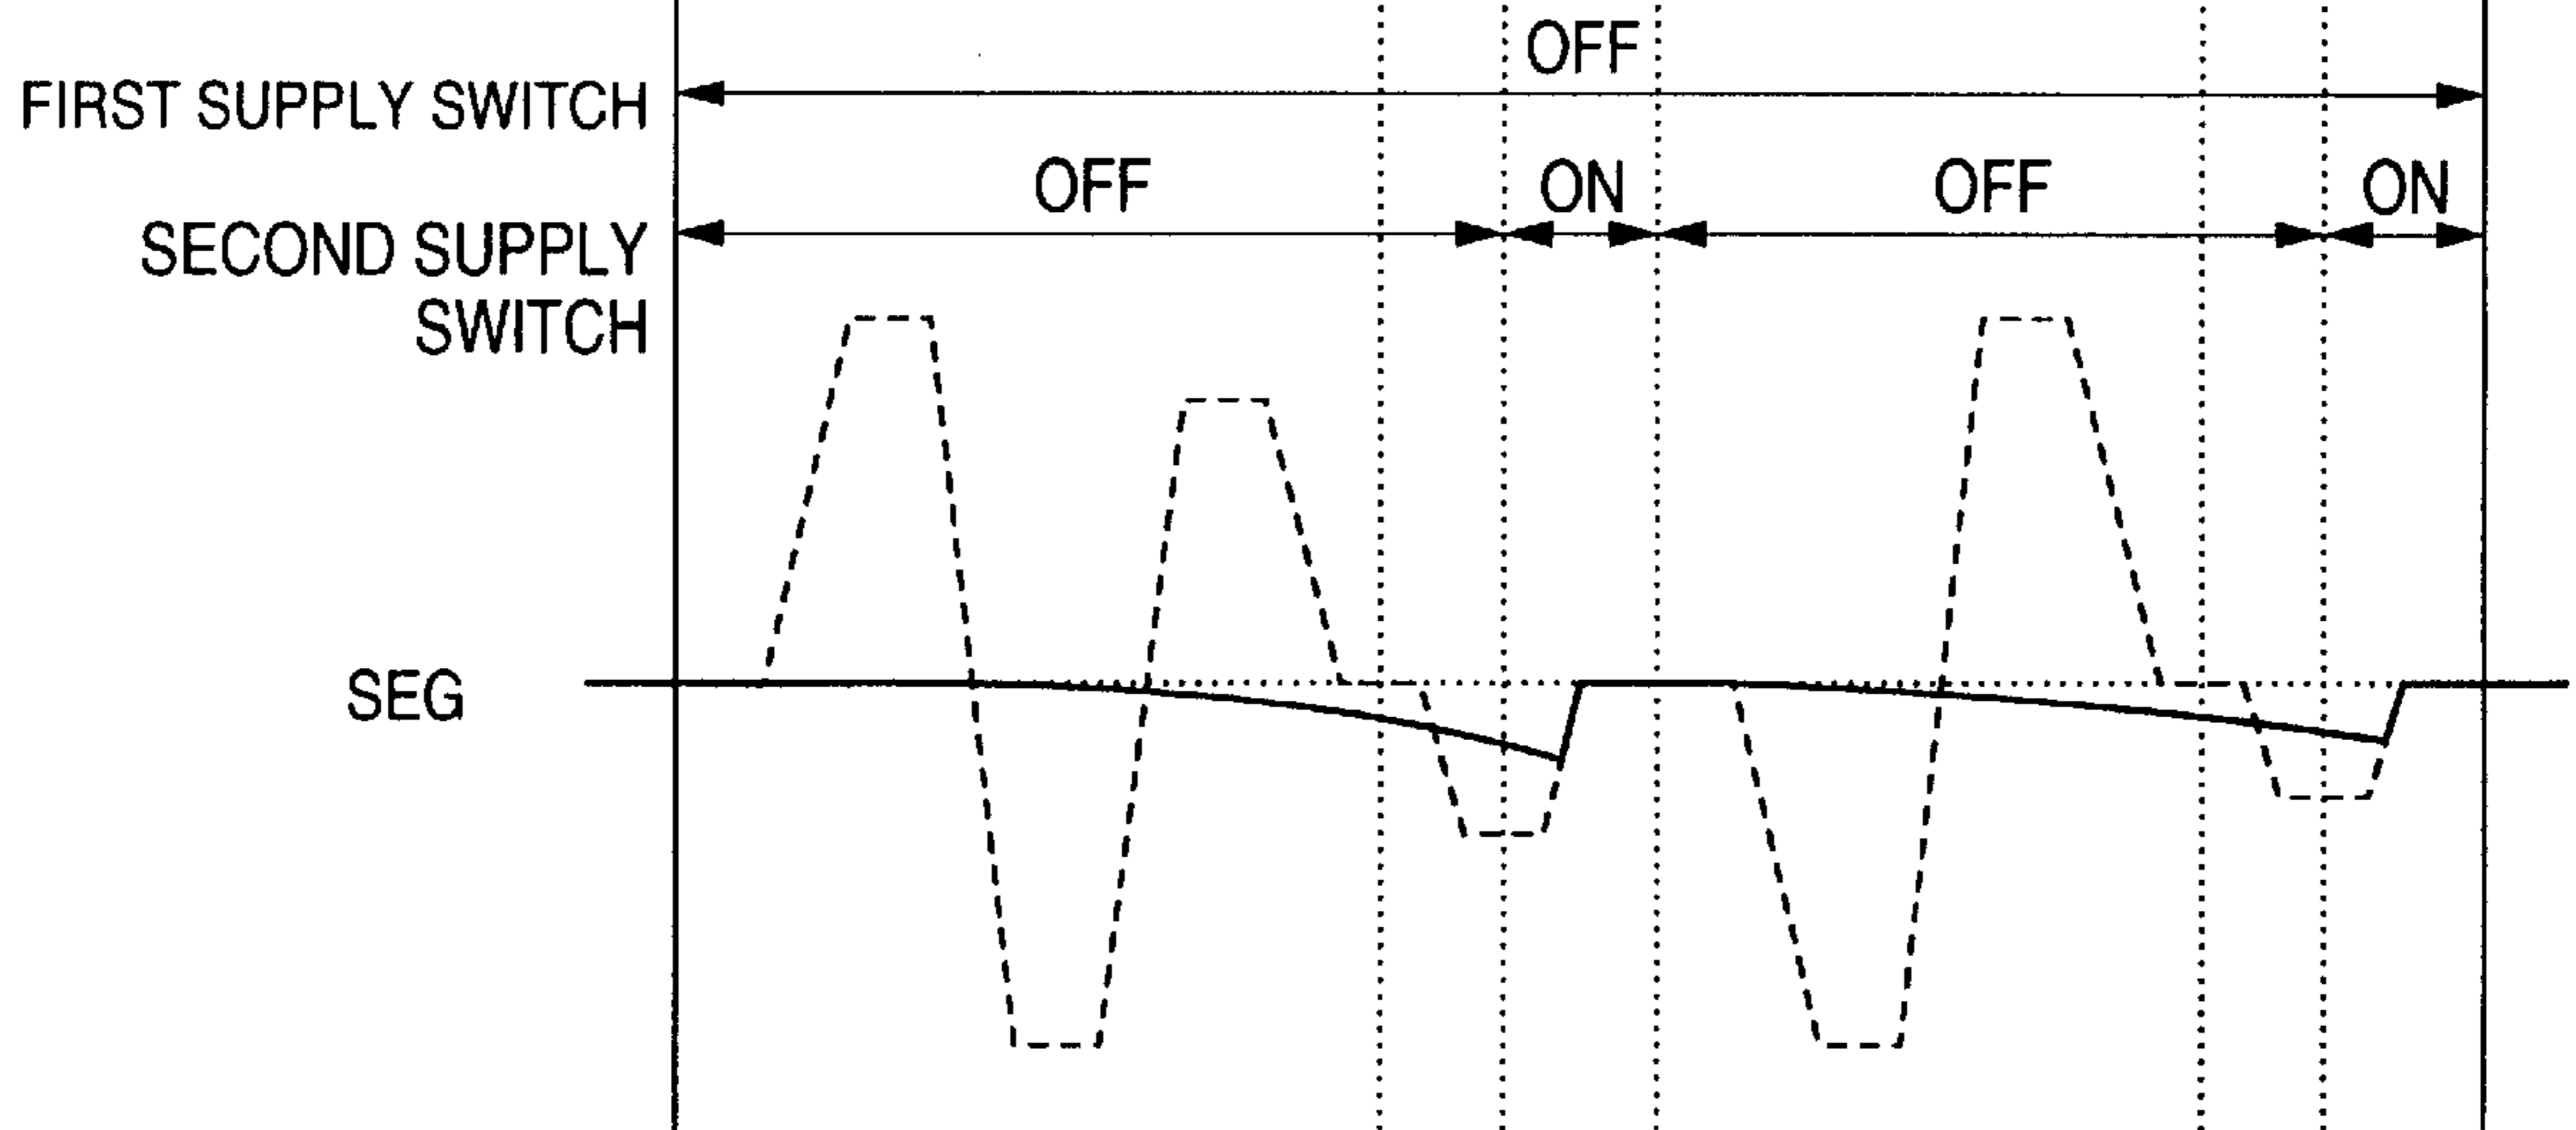 OFF
FIRST SUPPLY SWITCH
OFF ON OFF ON
SECOND SUPPLY
SWITCH
SEG